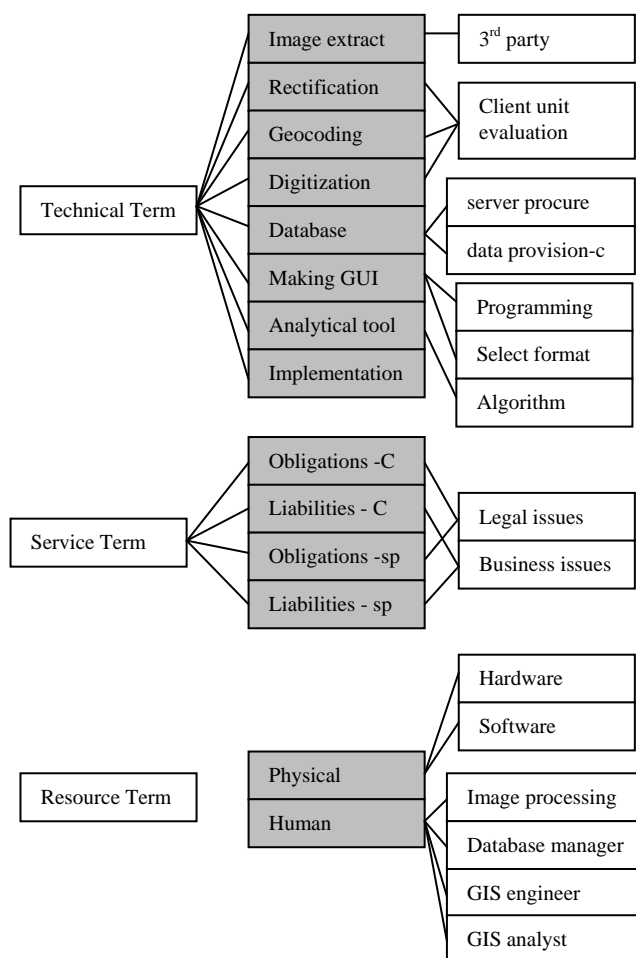 Image extract
3rd party
Rectification
Client unit
evaluation
Geocoding
Digitization
Technical Term
server procure
Database
data provision-c
Making GUI
Programming
Analytical tool
Select format
Implementation
Algorithm
Obligations -C
Liabilities - C
Legal issues
Service Term
Obligations -sp
Business issues
Liabilities - sp
Hardware
Software
Physical
Resource Term
Image processing
Human
Database manager
GIS engineer
GIS analyst